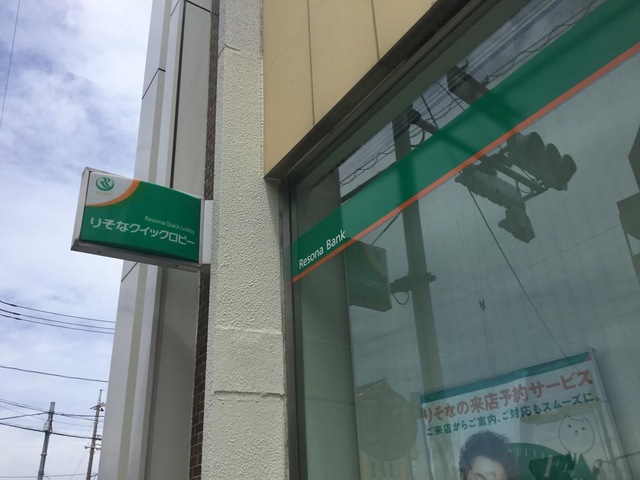 Resona Quick Lobby
りそなクイックロビー
Resona Bank
りそなの来店予約サービス
ご来店からご案内、ご対応もスムーズに。